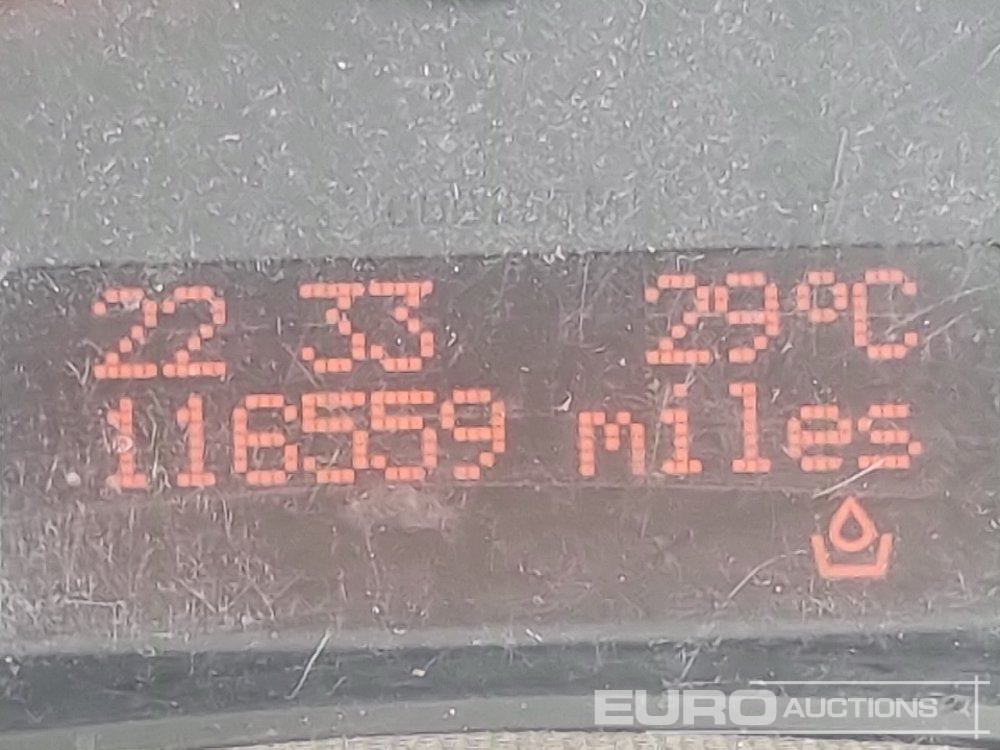 22 33 29°C
116559 miles
EURO AUCTIONS